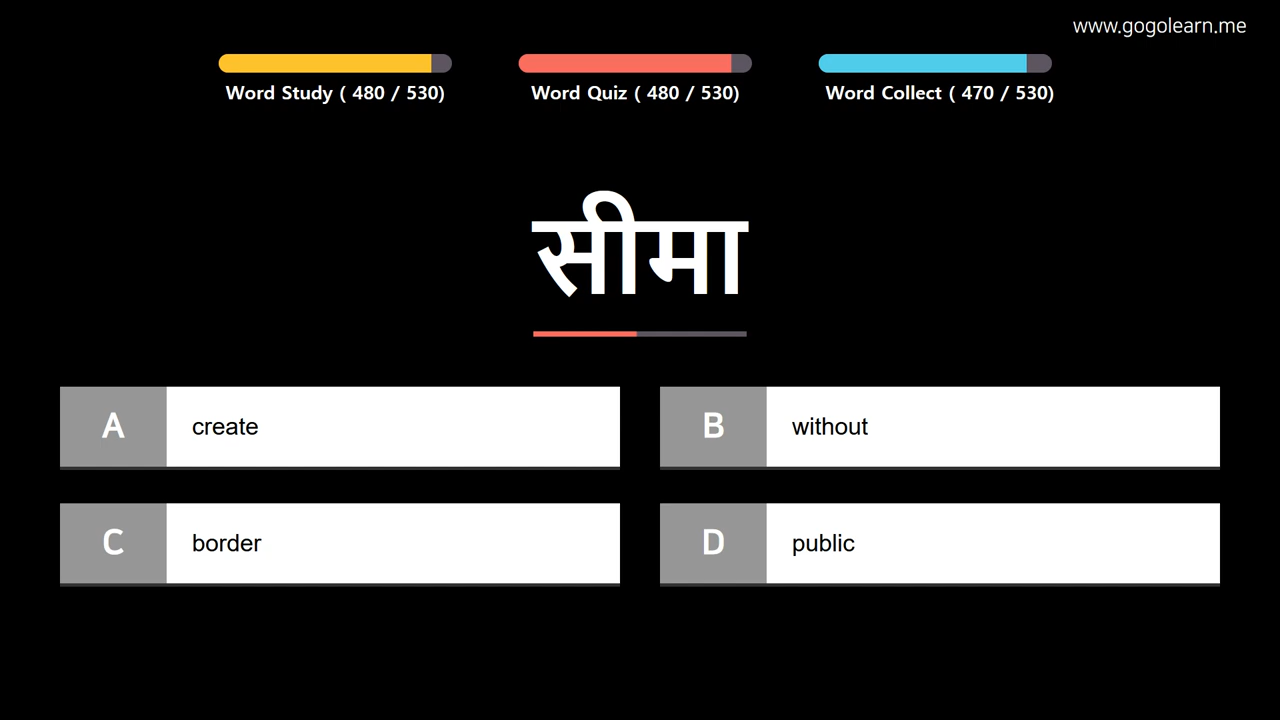 www.gogolearn.me
Word Study ( 480 / 530)
Word Quiz ( 480 / 530)
Word Collect ( 470 / 530)
सीमा
A create
B without
C border
D public